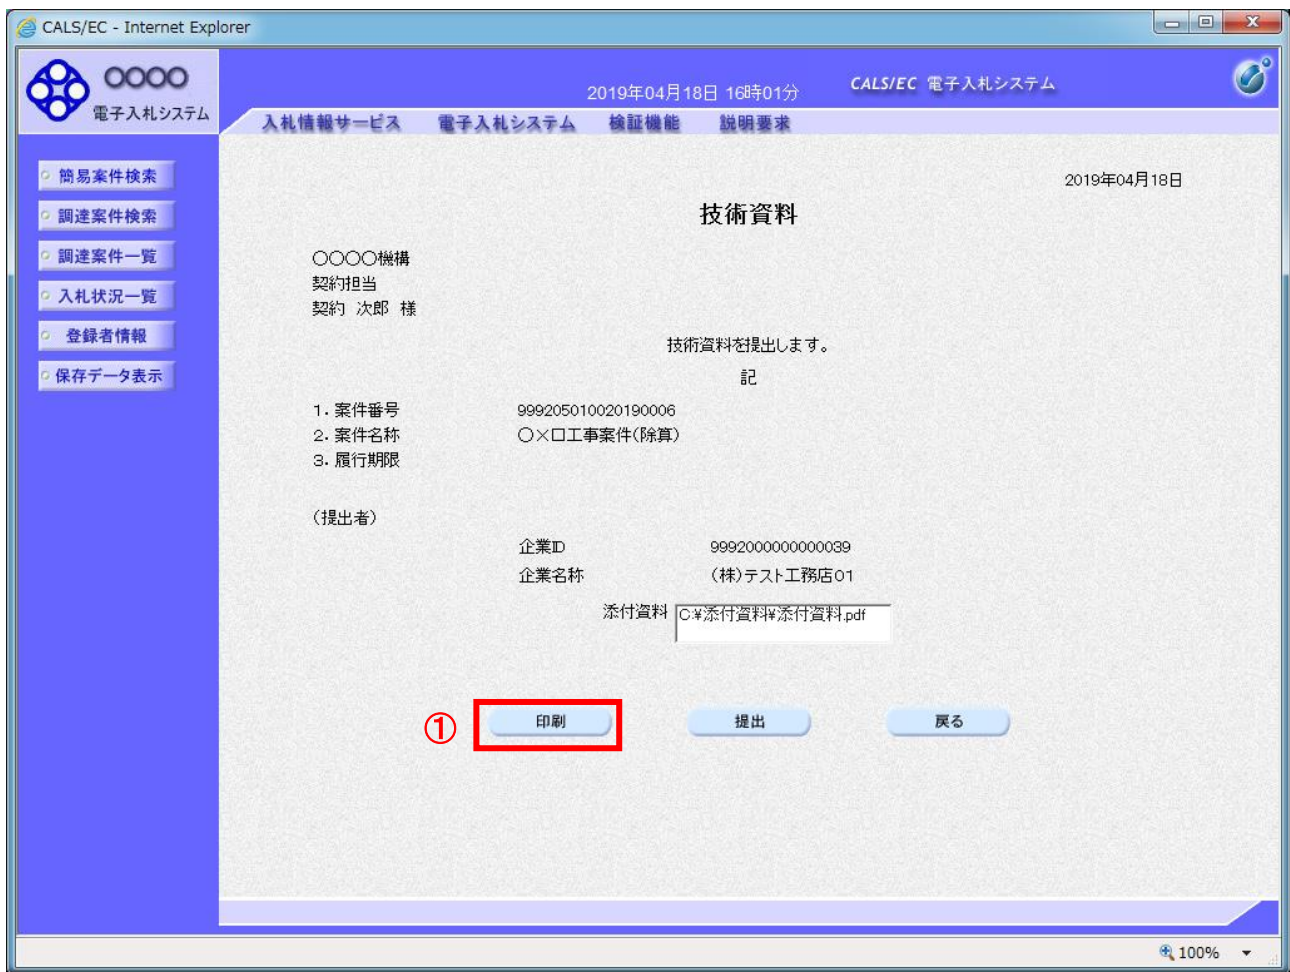 CALS/EC - Internet Explorer
○○○○
電子入札システム
2019年04月18日 16時01分
CALS/EC 電子入札システム
入札情報サービス 電子入札システム 検証機能 説明要求
簡易案件検索
調達案件検索
調達案件一覧
入札状況一覧
登録者情報
保存データ表示
2019年04月18日
技術資料
○○○○機構
契約担当
契約 次郎 様
技術資料を提出します。
記
1. 案件番号 999205010020190006
2. 案件名称 ○×□工事案件(除算)
3. 履行期限
(提出者)
企業ID 9992000000000039
企業名称 (株)テスト工務店01
添付資料 C:¥添付資料¥添付資料.pdf
① 印刷 提出 戻る
100%